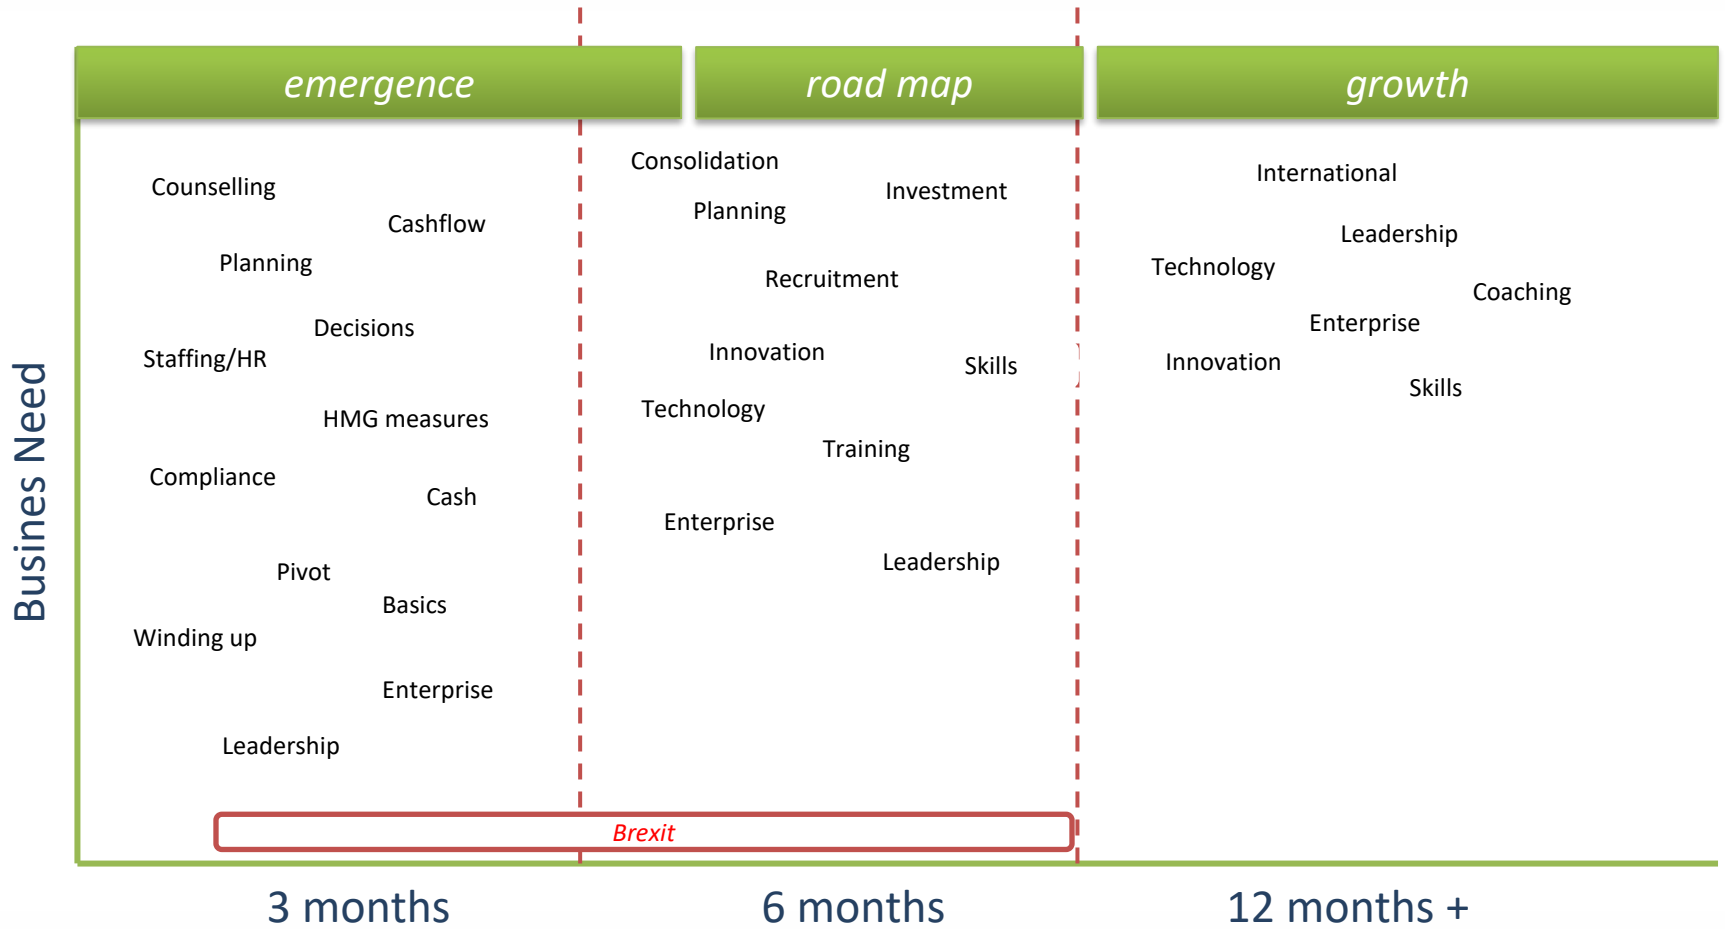 emergence
road map
growth
Busines Need
Counselling
Cashflow
Planning
Decisions
Staffing/HR
HMG measures
Compliance
Cash
Pivot
Basics
Winding up
Enterprise
Leadership
Consolidation
Investment
Planning
Recruitment
Innovation
Skills
Technology
Training
Enterprise
Leadership
International
Leadership
Technology
Coaching
Enterprise
Innovation
Skills
Brexit
3 months
6 months
12 months +